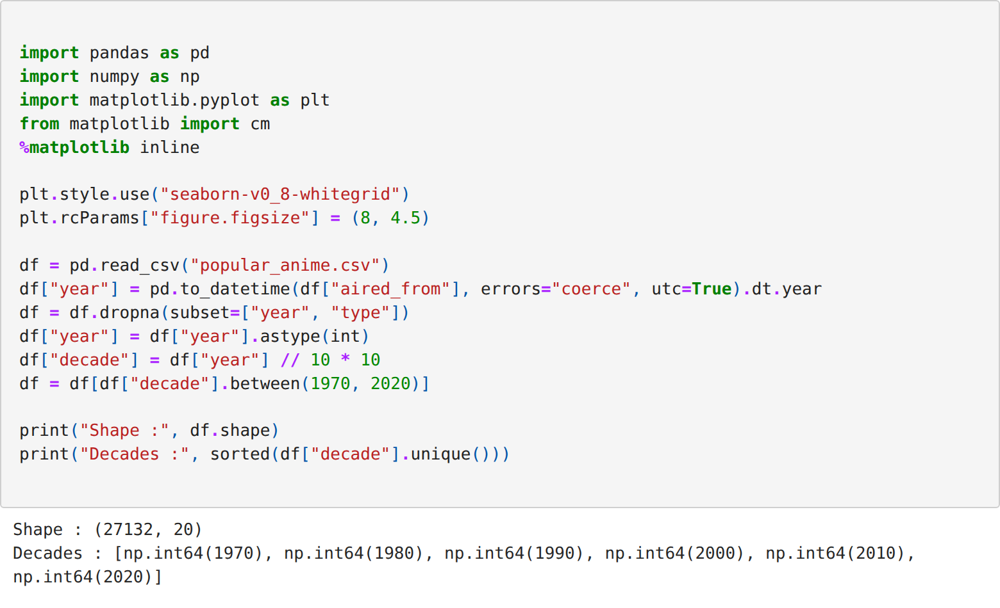 import pandas as pd
import numpy as np
import matplotlib.pyplot as plt
from matplotlib import cm
%matplotlib inline
plt.style.use("seaborn-v0_8-whitegrid")
plt.rcParams["figure.figsize"] = (8, 4.5)
df = pd.read_csv("popular_anime.csv")
df["year"] = pd.to_datetime(df["aired_from"], errors="coerce", utc=True).dt.year
df = df.dropna(subset=["year", "type"])
df["year"] = df["year"].astype(int)
df["decade"] = df["year"] // 10 * 10
df = df[df["decade"].between(1970, 2020)]
print("Shape :", df.shape)
print("Decades :", sorted(df["decade"].unique()))
Shape : (27132, 20)
Decades : [np.int64(1970), np.int64(1980), np.int64(1990), np.int64(2000), np.int64(2010),
np.int64(2020)]